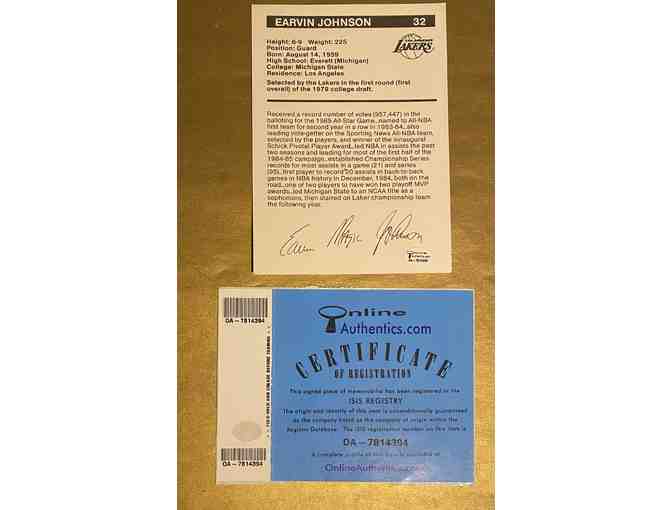 EARVIN JOHNSON 32
LAKERS
Height: 6-9 Weight: 225
Position: Guard
Born: August 14, 1959
High School: Everett (Michigan)
College: Michigan State
Residence: Los Angeles
Selected by the Lakers in the first round (first
overall) of the 1979 college draft.
Received a record number of votes (957,447) in the
balloting for the 1985 All-Star Game...named to All-NBA
first team for second year in a row in 1983-84...also
leading vote-getter on the Sporting News All-NBA team,
selected by the players, and winner of the inaugural
Schick Pivotal Player Award...led NBA in assists the past
two seasons and leading for most of the first half of the
1984-85 campaign...established Championship Series
records for most assists in a game (21) and series
(95)...first player to record 20 assists in back-to-back
games in NBA history in December, 1984, both on the
road...one of two players to have won two playoff MVP
awards...led Michigan State to an NCAA title as a
sophomore, then starred on Laker championship team
the following year.
Earvin Magic Johnson
Online
Authentics.com
CERTIFICATE
OF REGISTRATION
This signed piece of memorabilia has been registered in the
ISIS REGISTRY
The origin and identity of this item is unconditionally guaranteed
as the company listed as the company of origin within the
Registry Database. The ISIS registration number on this item is
OA - 7814394
A complete profile of this item is available at
OnlineAuthentics.com
OA - 7814394
OA - 7814394